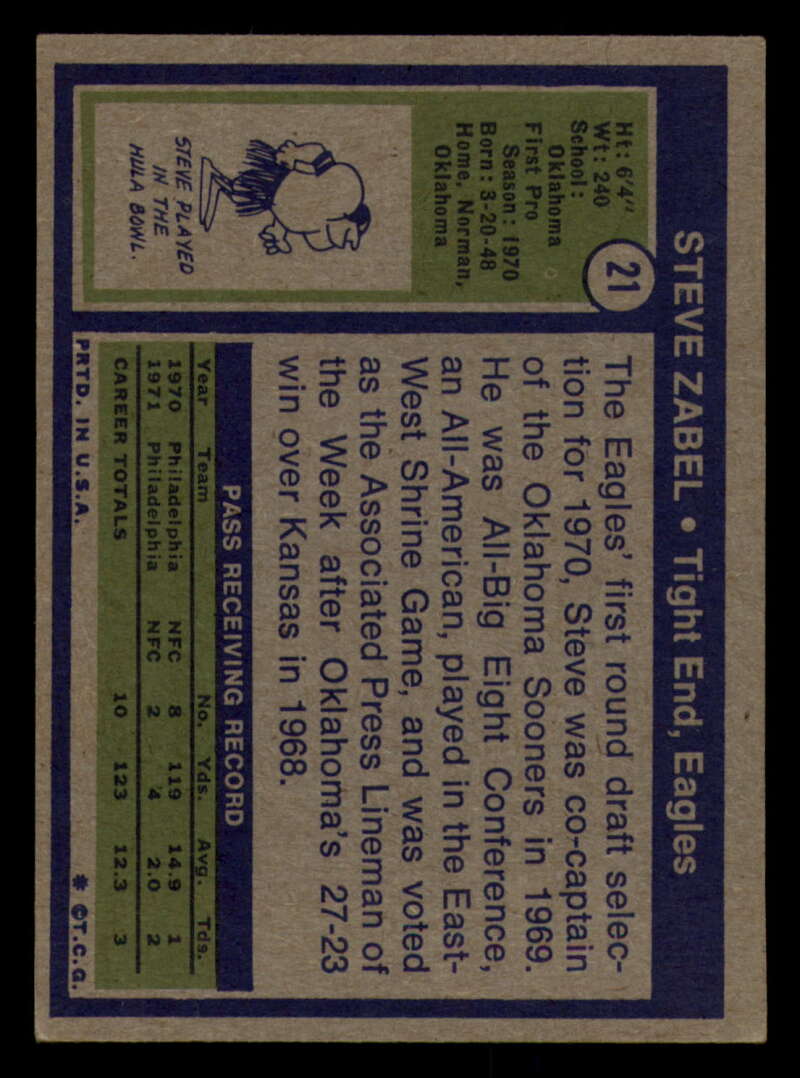 STEVE ZABEL • Tight End, Eagles
21
Ht: 6'4"
Wt: 240
School:
Oklahoma
First Pro
Season: 1970
Born: 3-20-48
Home, Norman,
Oklahoma
STEVE PLAYED
IN THE
HULA BOWL.
The Eagles' first round draft selec-
tion for 1970, Steve was co-captain
of the Oklahoma Sooners in 1969.
He was All-Big Eight Conference,
an All-American, played in the East-
West Shrine Game, and was voted
as the Associated Press Lineman of
the Week after Oklahoma's 27-23
win over Kansas in 1968.
PASS RECEIVING RECORD
Year Team No. Yds. Avg. Tds.
1970 Philadelphia NFC 8 119 14.9 1
1971 Philadelphia NFC 2 4 2.0 2
CAREER TOTALS 10 123 12.3 3
PRTD. IN U.S.A. * ©T.C.G.